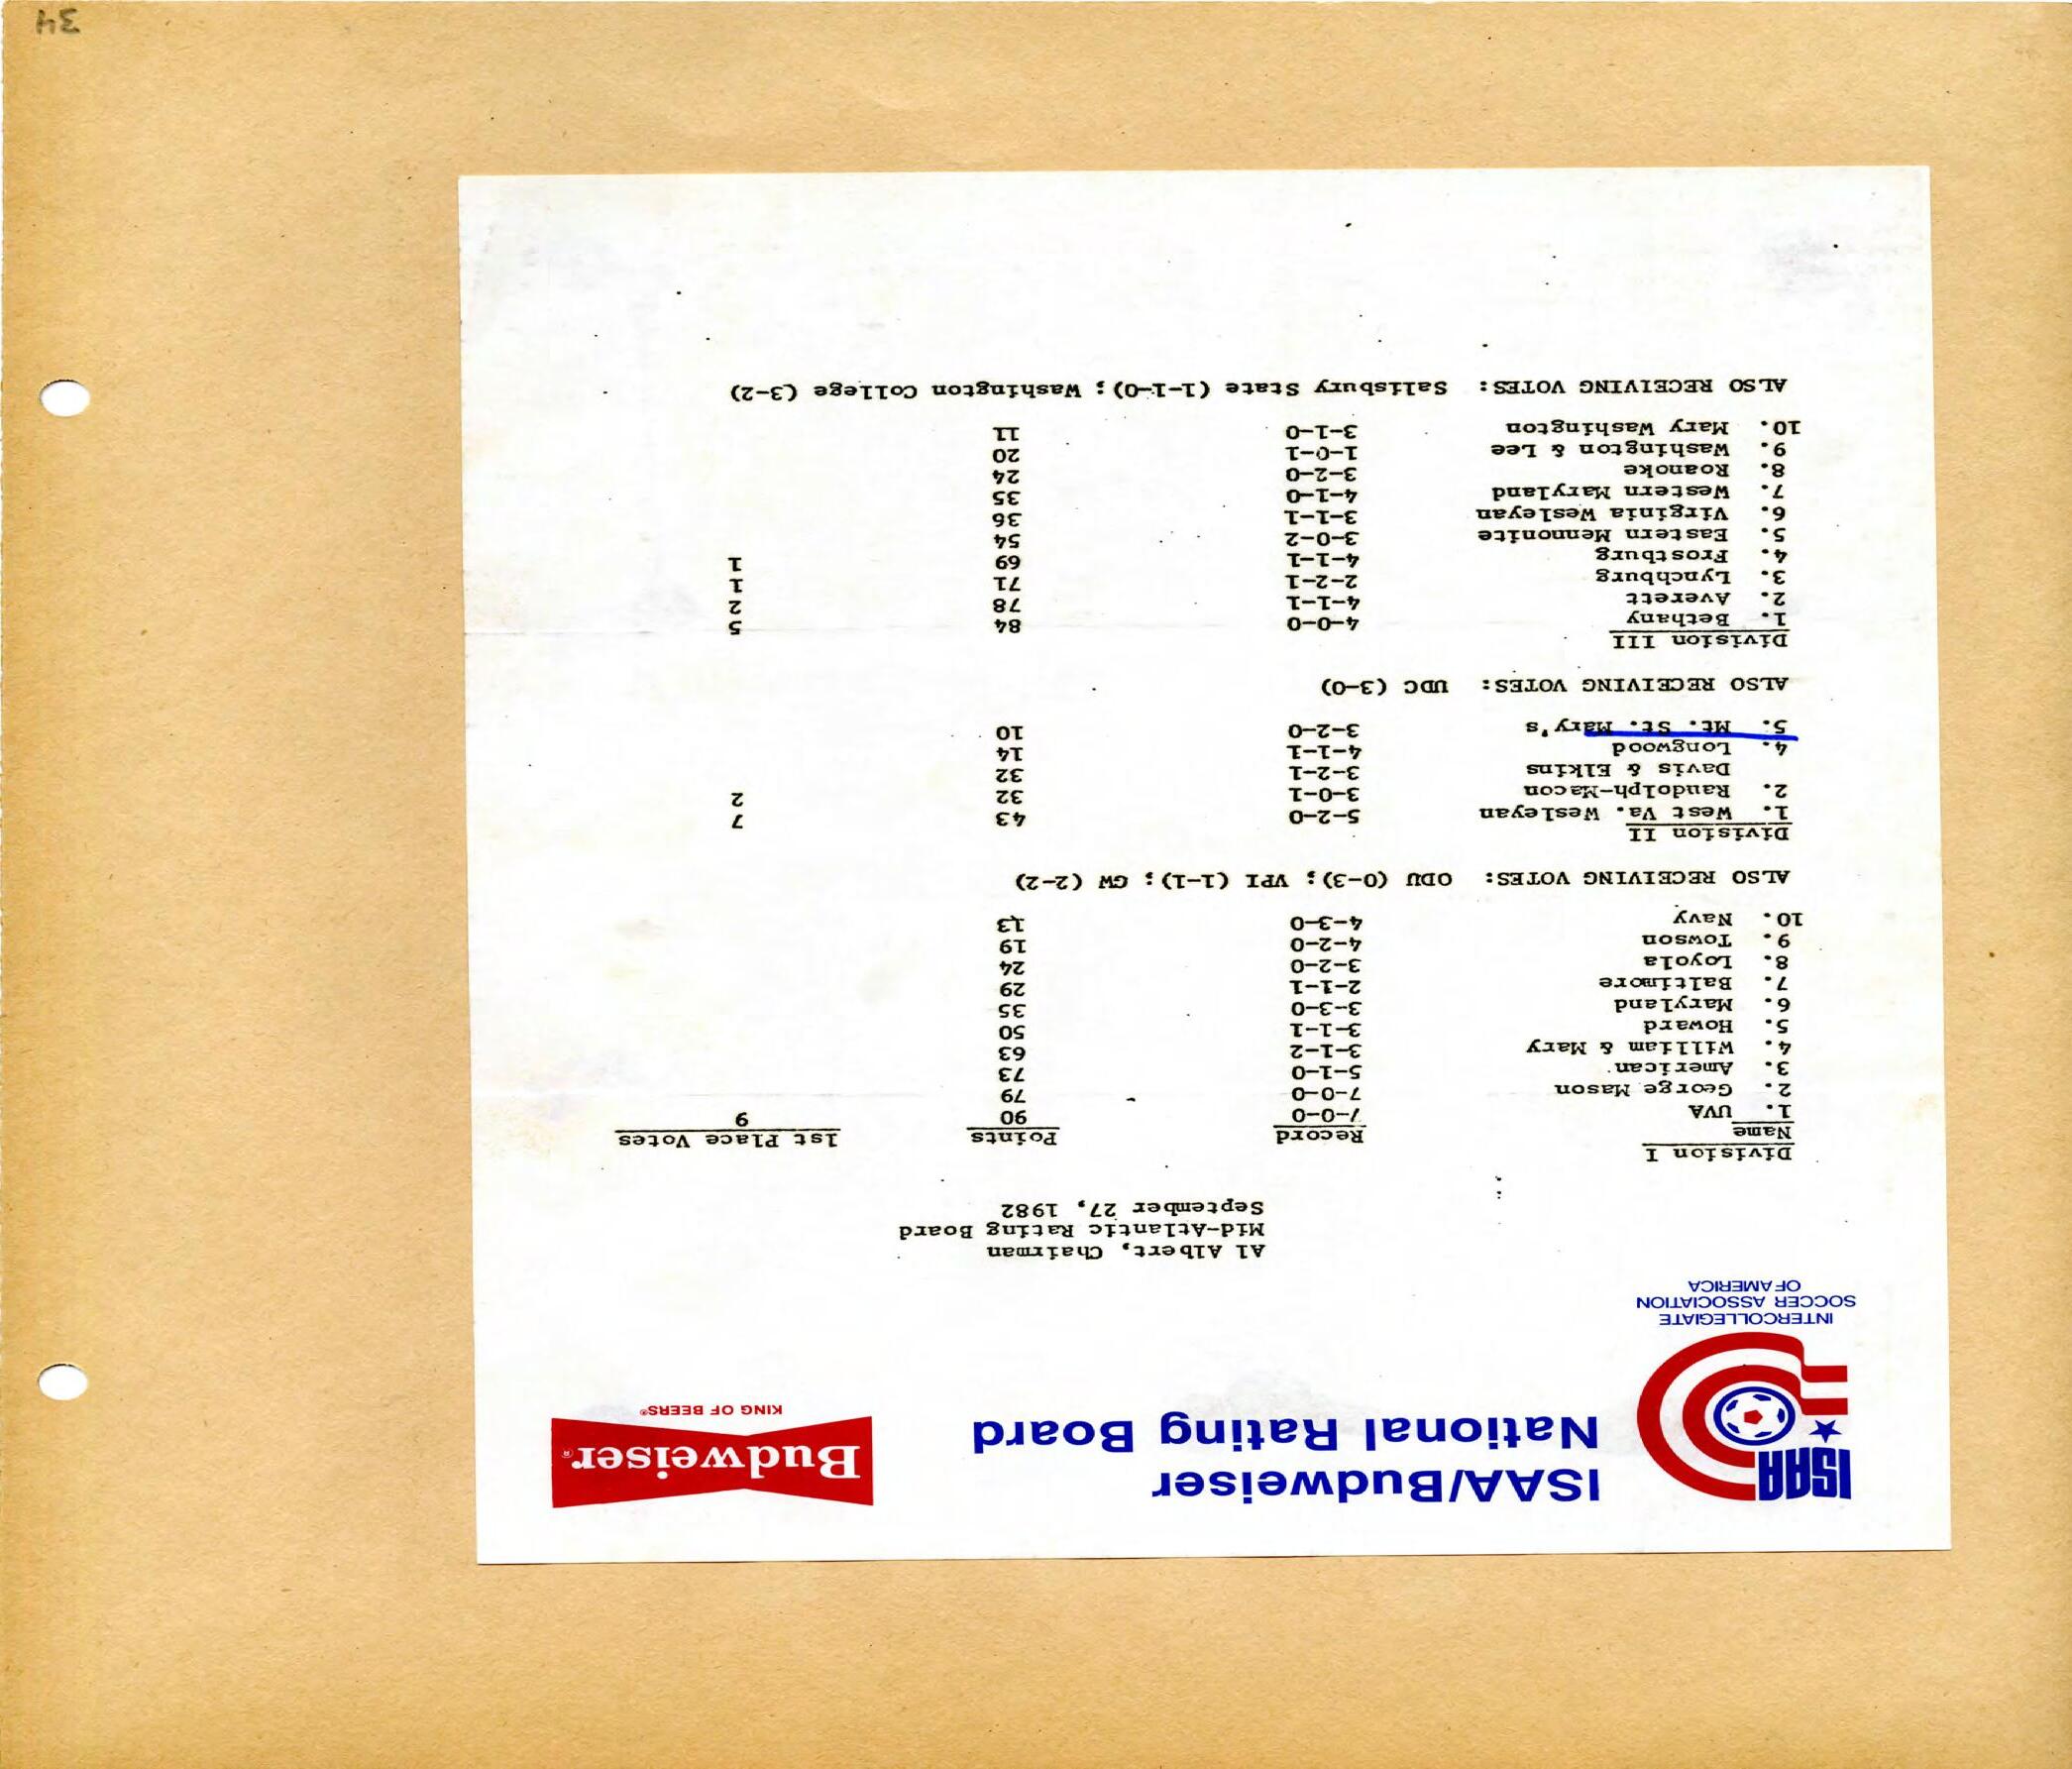 34
ISAA
INTERCOLLEGIATE
SOCCER ASSOCIATION
OF AMERICA
ISAA/Budweiser
National Rating Board
Budweiser®
KING OF BEERS®
Al Albert, Chairman
Mid-Atlantic Rating Board
September 27, 1982
Division I
Name Record Points 1st Place Votes
1. UVA 7-0-0 90 9
2. George Mason 7-0-0 79
3. American 5-1-0 73
4. William & Mary 3-1-2 63
5. Howard 3-1-1 50
6. Maryland 3-3-0 35
7. Baltimore 2-1-1 29
8. Loyola 3-2-0 24
9. Towson 4-2-0 19
10. Navy 4-3-0 13
ALSO RECEIVING VOTES: ODU (0-3); VPI (1-1); GW (2-2)
Division II
1. West Va. Wesleyan 5-2-0 43 7
2. Randolph-Macon 3-0-1 32 2
Davis & Elkins 3-2-1 32
4. Longwood 4-1-1 14
5. Mt. St. Mary's 3-2-0 10
ALSO RECEIVING VOTES: UDC (3-0)
Division III
1. Bethany 4-0-0 84 5
2. Averett 4-1-1 78 2
3. Lynchburg 2-2-1 71 1
4. Frostburg 4-1-1 69 1
5. Eastern Mennonite 3-0-2 54
6. Virginia Wesleyan 3-1-1 36
7. Western Maryland 4-1-0 35
8. Roanoke 3-2-0 24
9. Washington & Lee 1-0-1 20
10. Mary Washington 3-1-0 11
ALSO RECEIVING VOTES: Salisbury State (1-1-0); Washington College (3-2)